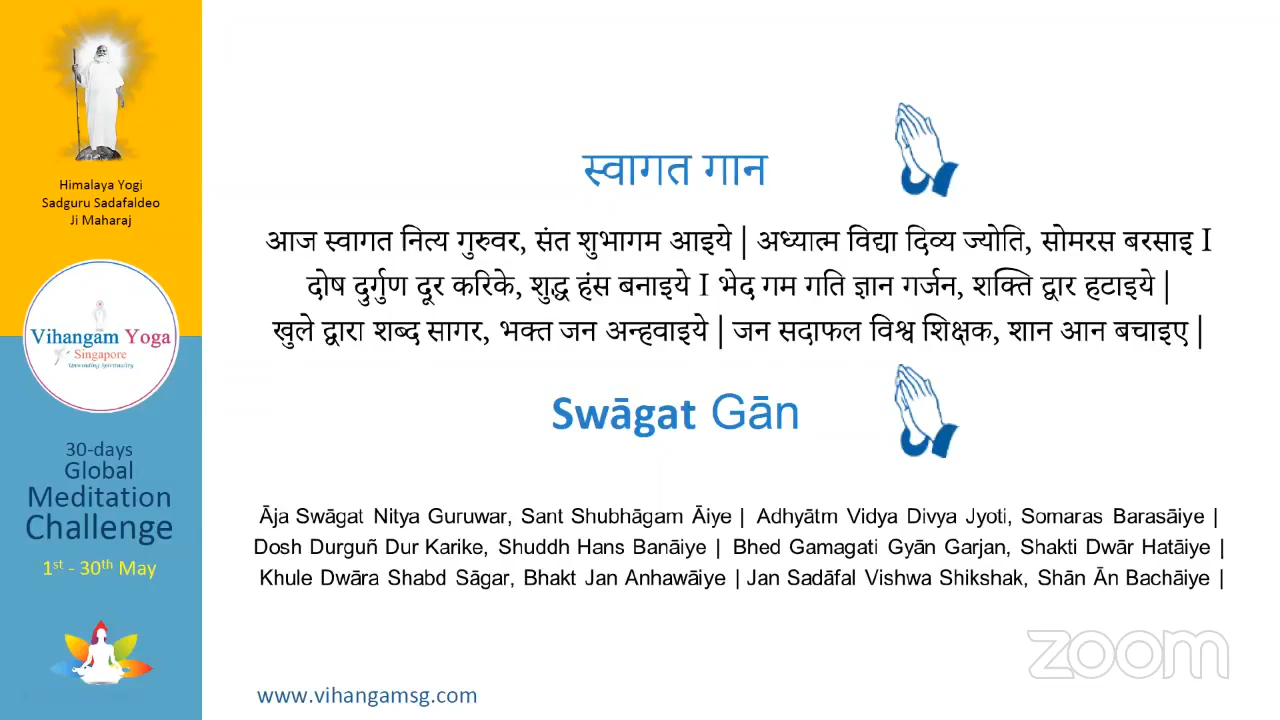 Himalaya Yogi
Sadguru Sadafaldeo
Ji Maharaj
Vihangam Yoga
Singapore
Unwinding Spirituality
30-days
Global
Meditation
Challenge
1st - 30th May
स्वागत गान
आज स्वागत नित्य गुरुवर, संत शुभागम आइये | अध्यात्म विद्या दिव्य ज्योति, सोमरस बरसाइ I
दोष दुर्गुण दूर करिके, शुद्ध हंस बनाइये I भेद गम गति ज्ञान गर्जन, शक्ति द्वार हटाइये |
खुले द्वारा शब्द सागर, भक्त जन अन्हवाइये | जन सदाफल विश्व शिक्षक, शान आन बचाइए |
Swāgat Gān
Āja Swāgat Nitya Guruwar, Sant Shubhāgam Āiye | Adhyātm Vidya Divya Jyoti, Somaras Barasāiye |
Dosh Durguñ Dur Karike, Shuddh Hans Banāiye | Bhed Gamagati Gyān Garjan, Shakti Dwār Hatāiye |
Khule Dwāra Shabd Sāgar, Bhakt Jan Anhawāiye | Jan Sadāfal Vishwa Shikshak, Shān Ān Bachāiye |
zoom
www.vihangamsg.com